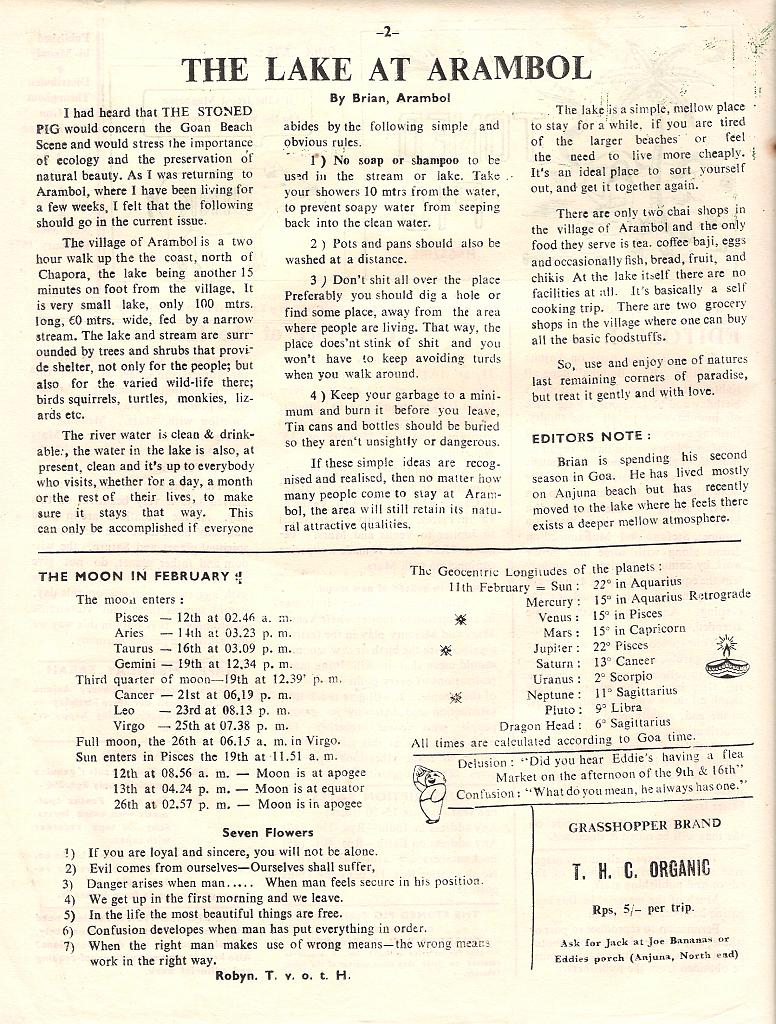 -2-
THE LAKE AT ARAMBOL
By Brian, Arambol
I had heard that THE STONED
PIG would concern the Goan Beach
Scene and would stress the importance
of ecology and the preservation of
natural beauty. As I was returning to
Arambol, where I have been living for
a few weeks, I felt that the following
should go in the current issue.
The village of Arambol is a two
hour walk up the the coast, north of
Chapora, the lake being another 15
minutes on foot from the village. It
is very small lake, only 100 mtrs.
long, 60 mtrs. wide, fed by a narrow
stream. The lake and stream are surr-
ounded by trees and shrubs that provi-
de shelter, not only for the people; but
also for the varied wild-life there;
birds squirrels, turtles, monkies, liz-
ards etc.
The river water is clean & drink-
able:, the water in the lake is also, at
present, clean and it's up to everybody
who visits, whether for a day, a month
or the rest of their lives, to make
sure it stays that way. This
can only be accomplished if everyone
abides by the following simple and
obvious rules.
1 ) No soap or shampoo to be
used in the stream or lake. Take
your showers 10 mtrs from the water,
to prevent soapy water from seeping
back into the clean water.
2 ) Pots and pans should also be
washed at a distance.
3 ) Don't shit all over the place
Preferably you should dig a hole or
find some place, away from the area
where people are living. That way, the
place does'nt stink of shit and you
won't have to keep avoiding turds
when you walk around.
4 ) Keep your garbage to a mini-
mum and burn it before you leave,
Tin cans and bottles should be buried
so they aren't unsightly or dangerous.
If these simple ideas are recog-
nised and realised, then no matter how
many people come to stay at Aram-
bol, the area will still retain its natu-
ral attractive qualities.
The lake is a simple, mellow place
to stay for a while, if you are tired
of the larger beaches or feel
the need to live more cheaply.
It's an ideal place to sort yourself
out, and get it together again.
There are only two chai shops in
the village of Arambol and the only
food they serve is tea. coffee baji, eggs
and occasionally fish, bread, fruit, and
chikis At the lake itself there are no
facilities at all. It's basically a self
cooking trip. There are two grocery
shops in the village where one can buy
all the basic foodstuffs.
So, use and enjoy one of natures
last remaining corners of paradise,
but treat it gently and with love.
EDITORS NOTE :
Brian is spending his second
season in Goa. He has lived mostly
on Anjuna beach but has recently
moved to the lake where he feels there
exists a deeper mellow atmosphere.
THE MOON IN FEBRUARY !
The moon enters :
Pisces — 12th at 02.46 a. m.
Aries — 14th at 03.23 p. m.
Taurus — 16th at 03.09 p. m.
Gemini — 19th at 12.34 p. m.
Third quarter of moon—19th at 12.39' p. m.
Cancer — 21st at 06.19 p. m.
Leo — 23rd at 08.13 p. m.
Virgo — 25th at 07.38 p. m.
Full moon, the 26th at 06.15 a. m. in Virgo.
Sun enters in Pisces the 19th at 11.51 a. m.
12th at 08.56 a. m. — Moon is at apogee
13th at 04.24 p. m. — Moon is at equator
26th at 02.57 p. m. — Moon is in apogee
The Geocentric Longitudes of the planets :
11th February = Sun : 22° in Aquarius
Mercury : 15° in Aquarius Retrograde
Venus : 15° in Pisces
Mars : 15° in Capricorn
Jupiter : 22° Pisces
Saturn : 13° Cancer
Uranus : 2° Scorpio
Neptune : 11° Sagittarius
Pluto : 9° Libra
Dragon Head : 6° Sagittarius
All times are calculated according to Goa time.
Delusion : "Did you hear Eddie's having a flea
Market on the afternoon of the 9th & 16th"
Confusion : "What do you mean, he always has one."
Seven Flowers
1) If you are loyal and sincere, you will not be alone.
2) Evil comes from ourselves—Ourselves shall suffer,
3) Danger arises when man..... When man feels secure in his position.
4) We get up in the first morning and we leave.
5) In the life the most beautiful things are free.
6) Confusion developes when man has put everything in order.
7) When the right man makes use of wrong means—the wrong means
work in the right way.
Robyn. T. v. o. t. H.
GRASSHOPPER BRAND
T. H. C. ORGANIC
Rps, 5/- per trip.
Ask for Jack at Joe Bananas or
Eddies porch (Anjuna, North end)